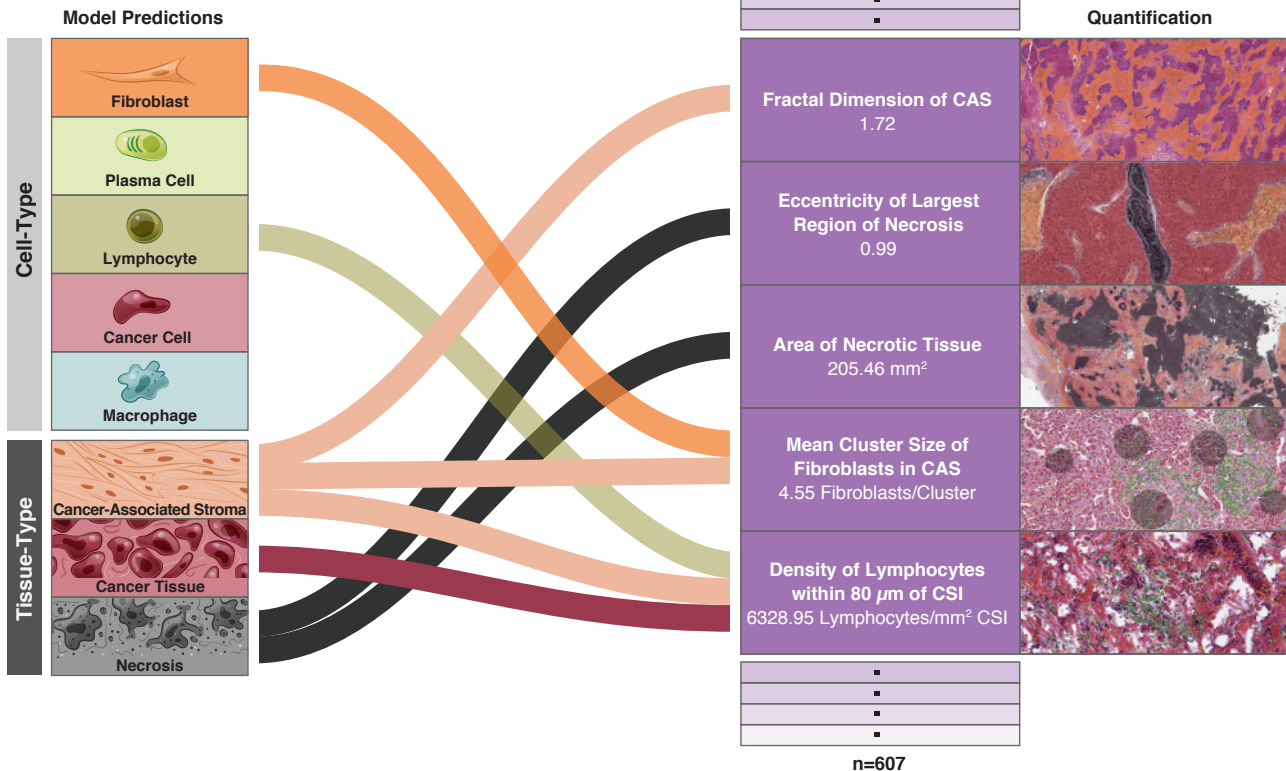 Model Predictions
Quantification
Cell-Type
Fibroblast
Plasma Cell
Lymphocyte
Cancer Cell
Macrophage
Tissue-Type
Cancer-Associated Stroma
Cancer Tissue
Necrosis
Fractal Dimension of CAS
1.72
Eccentricity of Largest
Region of Necrosis
0.99
Area of Necrotic Tissue
205.46 mm²
Mean Cluster Size of
Fibroblasts in CAS
4.55 Fibroblasts/Cluster
Density of Lymphocytes
within 80 µm of CSI
6328.95 Lymphocytes/mm² CSI
n=607